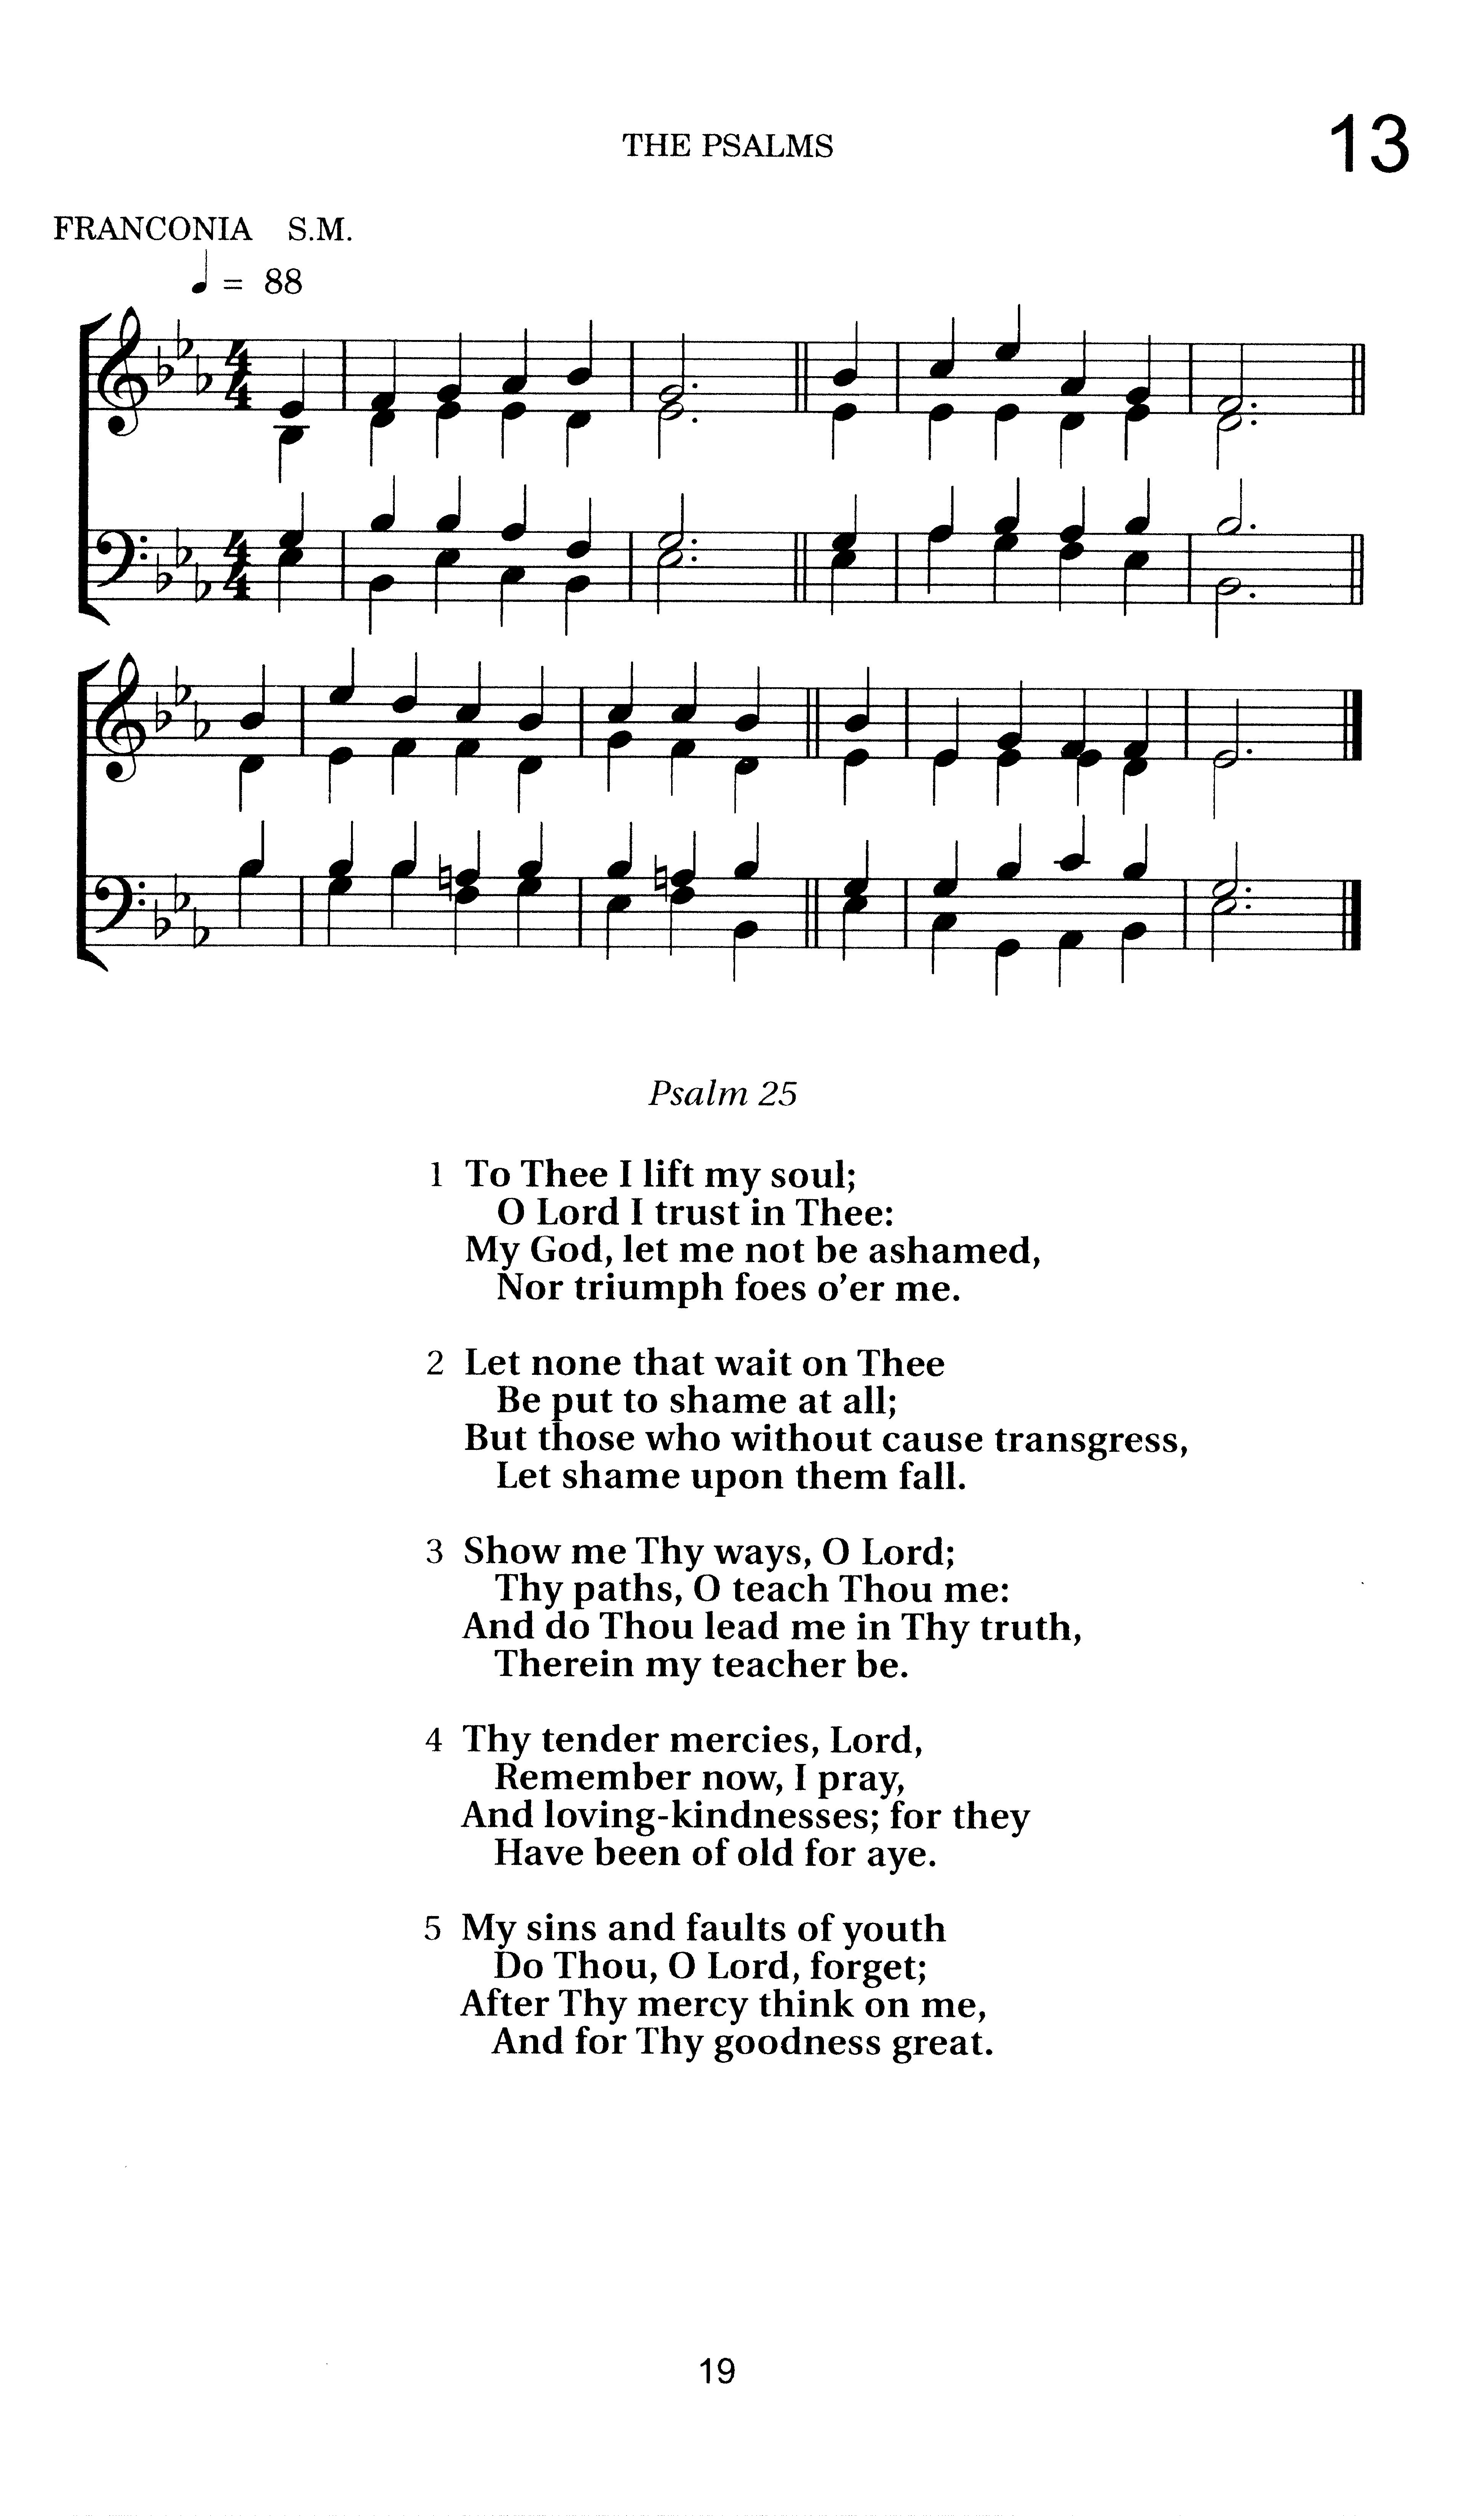 THE PSALMS
13
FRANCONIA S.M.
♩ = 88
Psalm 25
1 To Thee I lift my soul;
O Lord I trust in Thee:
My God, let me not be ashamed,
Nor triumph foes o’er me.
2 Let none that wait on Thee
Be put to shame at all;
But those who without cause transgress,
Let shame upon them fall.
3 Show me Thy ways, O Lord;
Thy paths, O teach Thou me:
And do Thou lead me in Thy truth,
Therein my teacher be.
4 Thy tender mercies, Lord,
Remember now, I pray,
And loving-kindnesses; for they
Have been of old for aye.
5 My sins and faults of youth
Do Thou, O Lord, forget;
After Thy mercy think on me,
And for Thy goodness great.
19